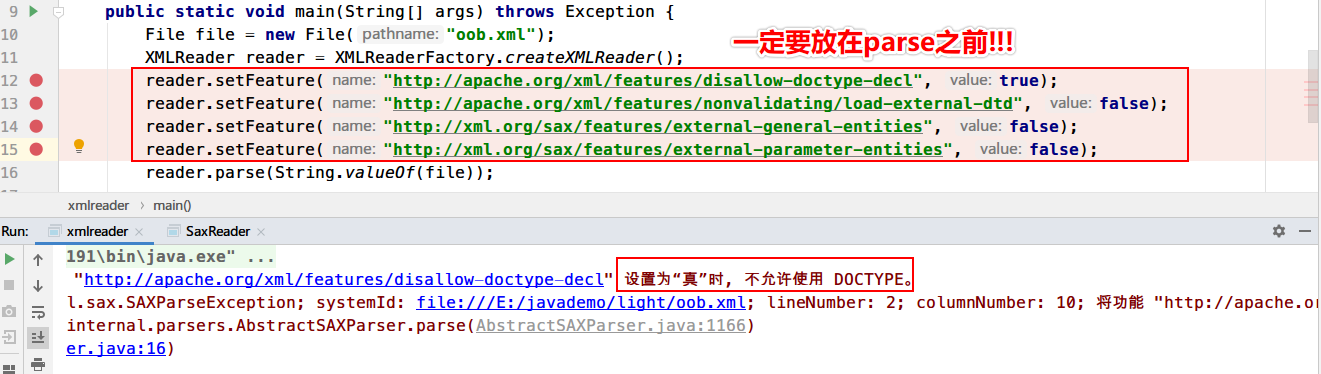 9 public static void main(String[] args) throws Exception {
10 File file = new File( pathname: "oob.xml");
一定要放在parse之前!!!
11 XMLReader reader = XMLReaderFactory.createXMLReader();
12 reader.setFeature( name: "http://apache.org/xml/features/disallow-doctype-decl", value: true);
13 reader.setFeature( name: "http://apache.org/xml/features/nonvalidating/load-external-dtd", value: false);
14 reader.setFeature( name: "http://xml.org/sax/features/external-general-entities", value: false);
15 reader.setFeature( name: "http://xml.org/sax/features/external-parameter-entities", value: false);
16 reader.parse(String.valueOf(file));
xmlreader › main()
Run: xmlreader × SaxReader ×
191\bin\java.exe" ...
"http://apache.org/xml/features/disallow-doctype-decl" 设置为“真”时, 不允许使用 DOCTYPE。
l.sax.SAXParseException; systemId: file:///E:/javademo/light/oob.xml; lineNumber: 2; columnNumber: 10; 将功能 "http://apache.or
internal.parsers.AbstractSAXParser.parse(AbstractSAXParser.java:1166)
er.java:16)